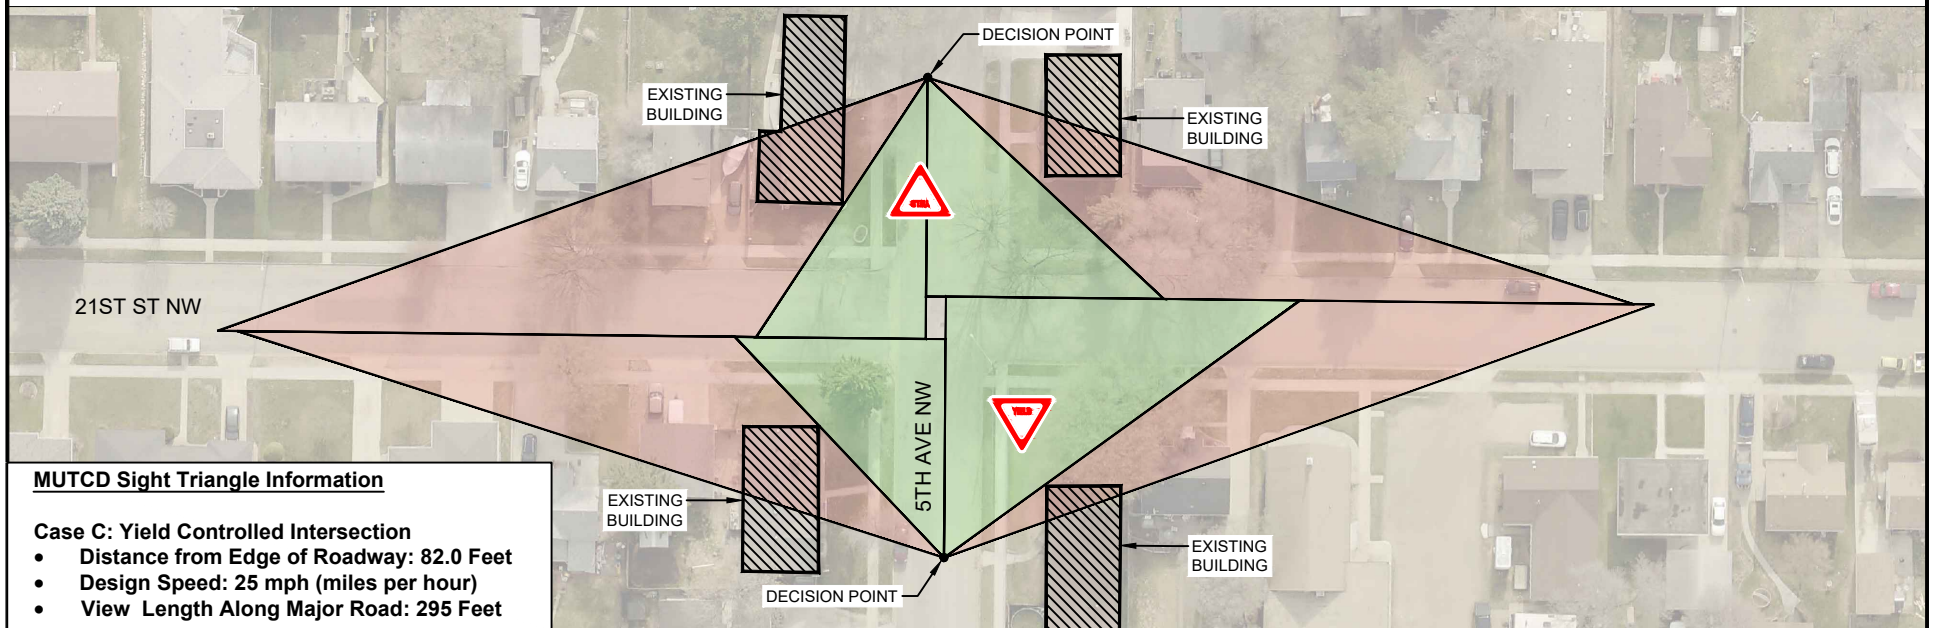 DECISION POINT
EXISTING
BUILDING
EXISTING
BUILDING
YIELD
21ST ST NW
5TH AVE NW
YIELD
MUTCD Sight Triangle Information
Case C: Yield Controlled Intersection
• Distance from Edge of Roadway: 82.0 Feet
• Design Speed: 25 mph (miles per hour)
• View Length Along Major Road: 295 Feet
EXISTING
BUILDING
DECISION POINT
EXISTING
BUILDING